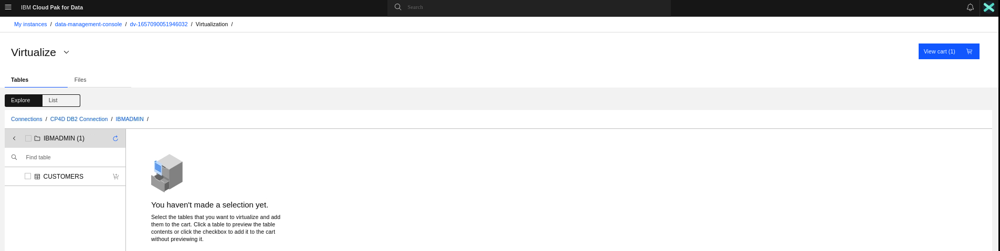 IBM Cloud Pak for Data
Search
My instances / data-management-console / dv-1657090051946032 / Virtualization /
Virtualize
View cart (1)
Tables Files
Explore List
Connections / CP4D DB2 Connection / IBMADMIN /
IBMADMIN (1)
Find table
CUSTOMERS
You haven't made a selection yet.
Select the tables that you want to virtualize and add
them to the cart. Click a table to preview the table
contents or click the checkbox to add it to the cart
without previewing it.